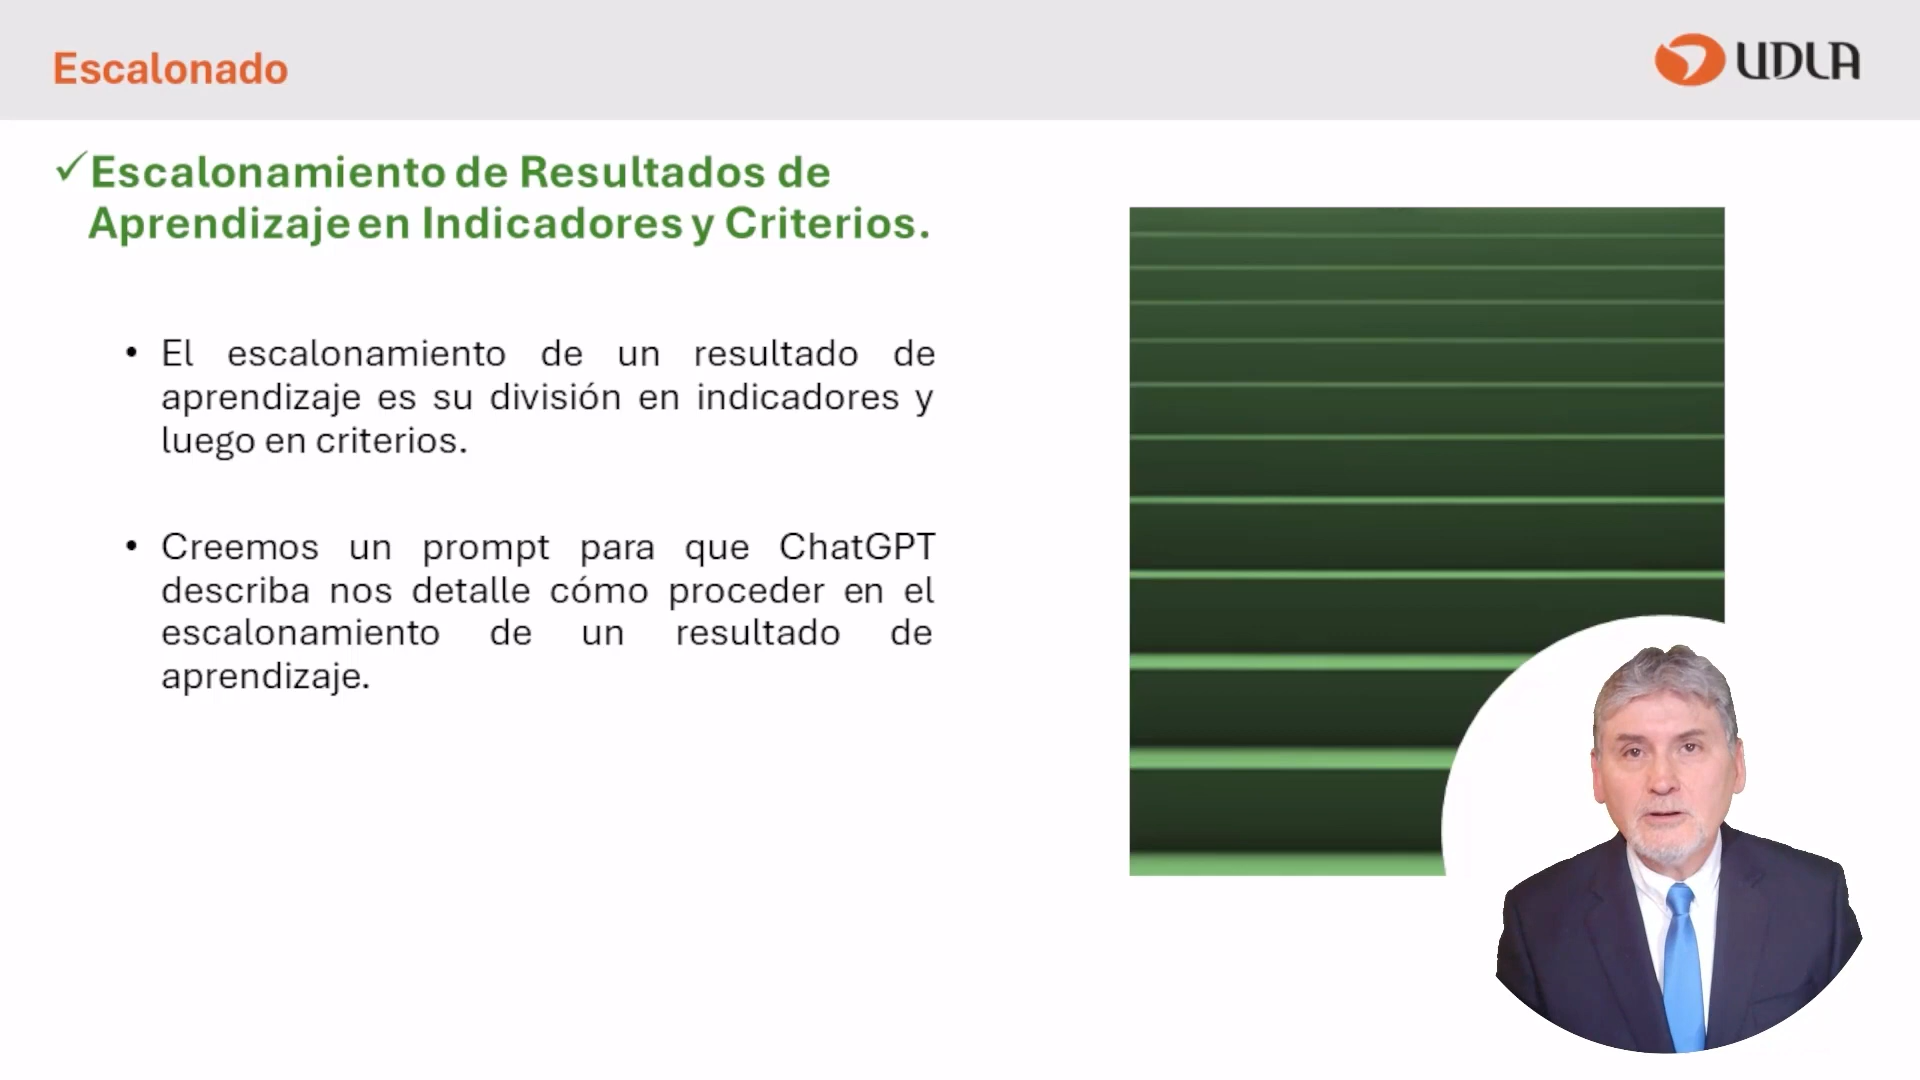 Escalonado
UDLA
✓Escalonamiento de Resultados de
Aprendizaje en Indicadores y Criterios.
• El escalonamiento de un resultado de
aprendizaje es su división en indicadores y
luego en criterios.
• Creemos un prompt para que ChatGPT
describa nos detalle cómo proceder en el
escalonamiento de un resultado de
aprendizaje.